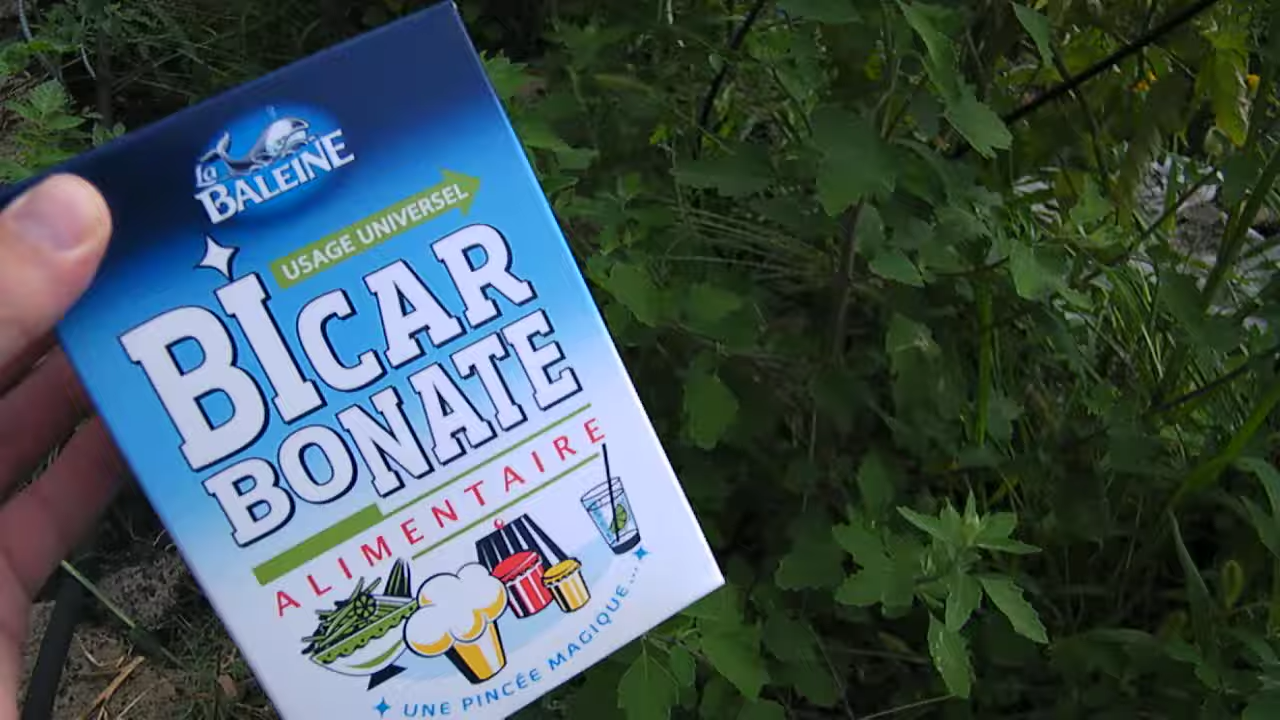 La
BALEINE
USAGE UNIVERSEL
BICAR
BONATE
ALIMENTAIRE
UNE PINCÉE MAGIQUE...